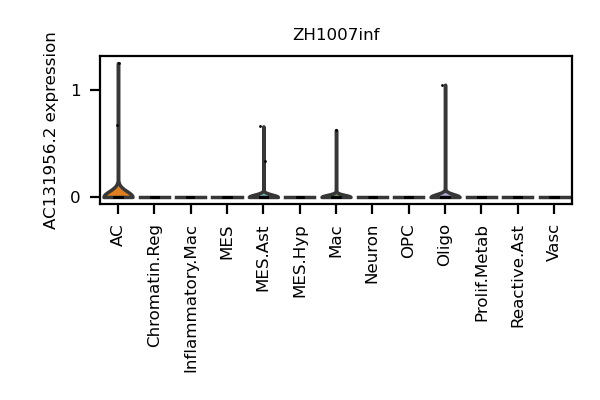 ZH1007inf
AC131956.2 expression
1
0
AC
Chromatin.Reg
Inflammatory.Mac
MES
MES.Ast
MES.Hyp
Mac
Neuron
OPC
Oligo
Prolif.Metab
Reactive.Ast
Vasc